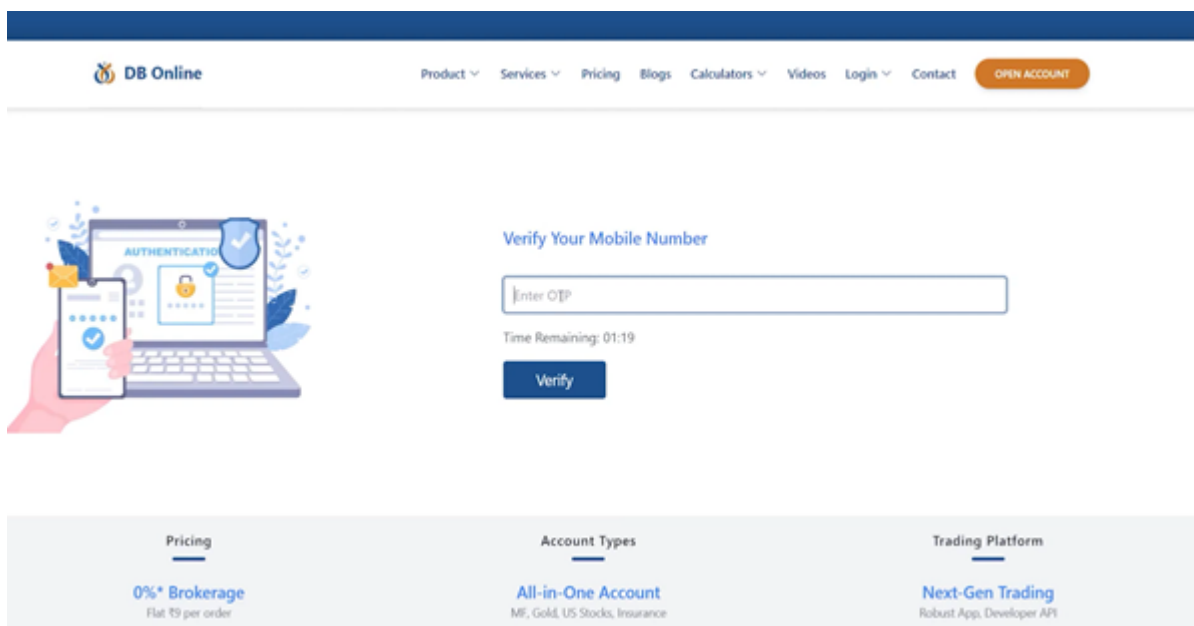 DB Online
Product Services Pricing Blogs Calculators Videos Login Contact OPEN ACCOUNT
AUTHENTICATIO
Verify Your Mobile Number
Enter OTP
Time Remaining: 01:19
Verify
Pricing Account Types Trading Platform
0%* Brokerage All-in-One Account Next-Gen Trading
Flat ₹9 per order MF, Gold, US Stocks, Insurance Robust App, Developer API